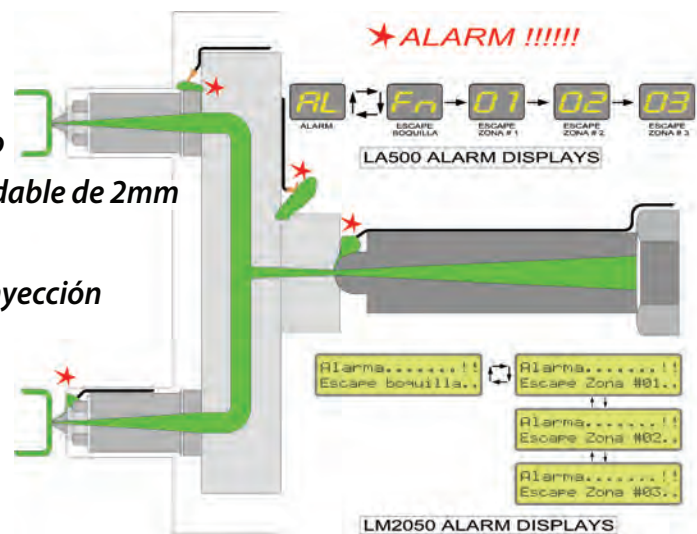 ALARM !!!!!!
AL Fn 01 02 03
ALARM
ESCAPE BOQUILLA
ESCAPE ZONA # 1
ESCAPE ZONA # 2
ESCAPE ZONA # 3
LA500 ALARM DISPLAYS
dable de 2mm
yección
Alarma.......!!
Escape boquilla..
Alarma.......!!
Escape Zona #01..
Alarma.......!!
Escape Zona #02..
Alarma.......!!
Escape Zona #03..
LM2050 ALARM DISPLAYS